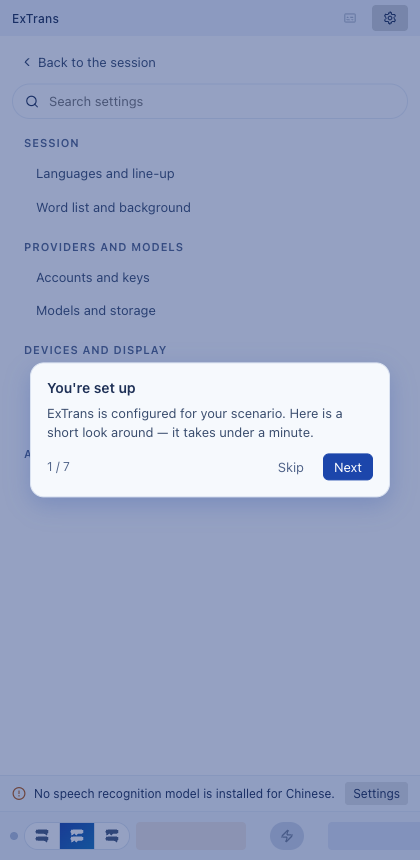 ExTrans
Back to the session
Search settings
SESSION
Languages and line-up
Word list and background
PROVIDERS AND MODELS
Accounts and keys
Models and storage
DEVICES AND DISPLAY
You're set up
ExTrans is configured for your scenario. Here is a
short look around — it takes under a minute.
1 / 7
Skip
Next
No speech recognition model is installed for Chinese.
Settings